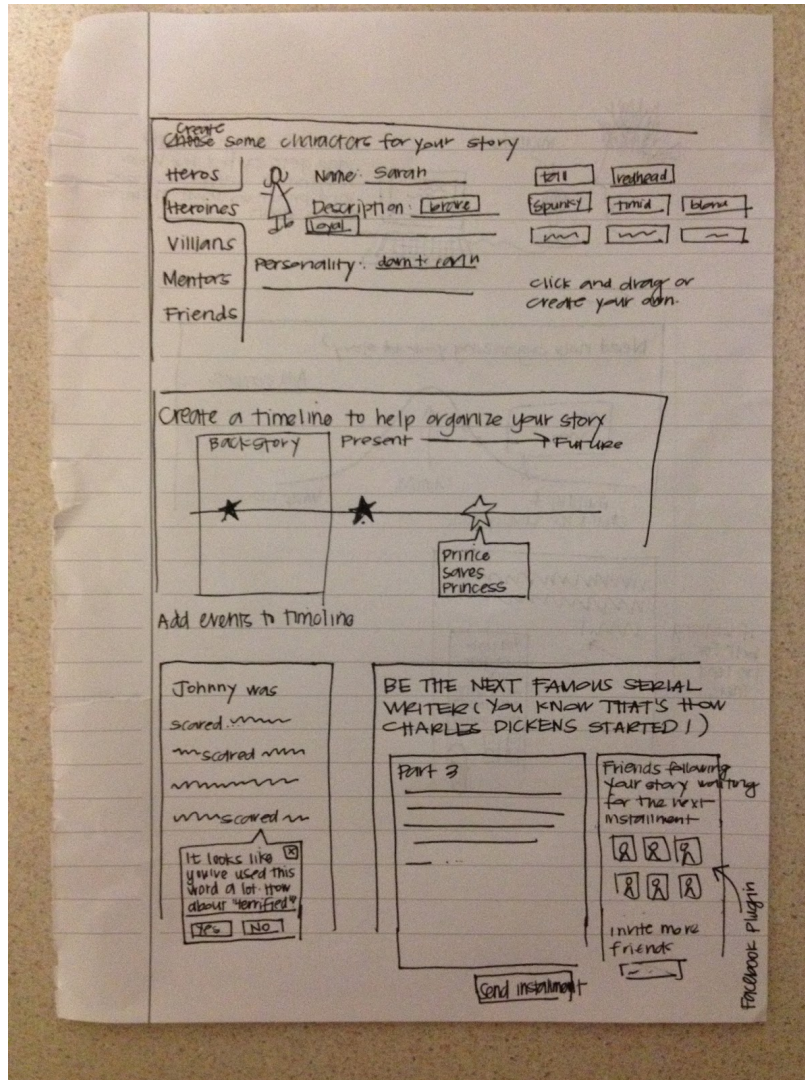 Create
Choose some characters for your story
Heros
Heroines
Villians
Mentors
Friends
Name: Sarah
Description: brave
loyal
Personality: down t earth
tall redhead
spunky timid
click and drag or
create your own.
Create a timeline to help organize your story
Backstory Present Future
Prince
saves
Princess
Add events to timeline
Johnny was
scared
scared
scared
It looks like X
you've used this
word a lot. How
about "terrified"?
Yes NO
BE THE NEXT FAMOUS SERIAL
WRITER (YOU KNOW THAT'S HOW
CHARLES DICKENS STARTED!)
Part 3
Send installment
Friends following
your story waiting
for the next
installment
Invite more
friends
Facebook Plugin